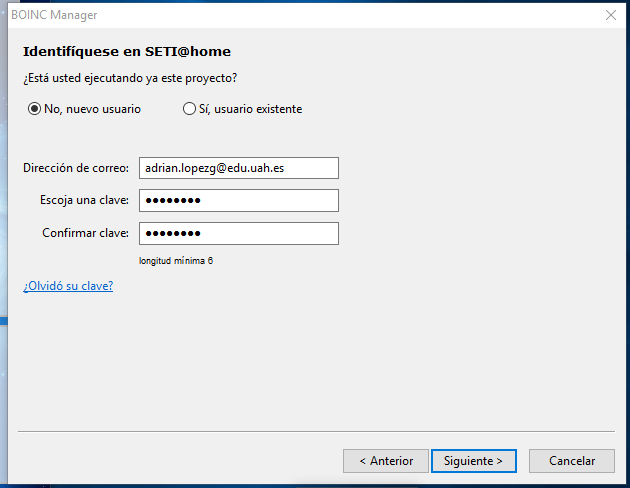 BOINC Manager
Identifíquese en SETI@home
¿Está usted ejecutando ya este proyecto?
No, nuevo usuario Sí, usuario existente
Dirección de correo: adrian.lopezg@edu.uah.es
Escoja una clave: ●●●●●●●●
Confirmar clave: ●●●●●●●●
longitud mínima 6
¿Olvidó su clave?
< Anterior Siguiente > Cancelar